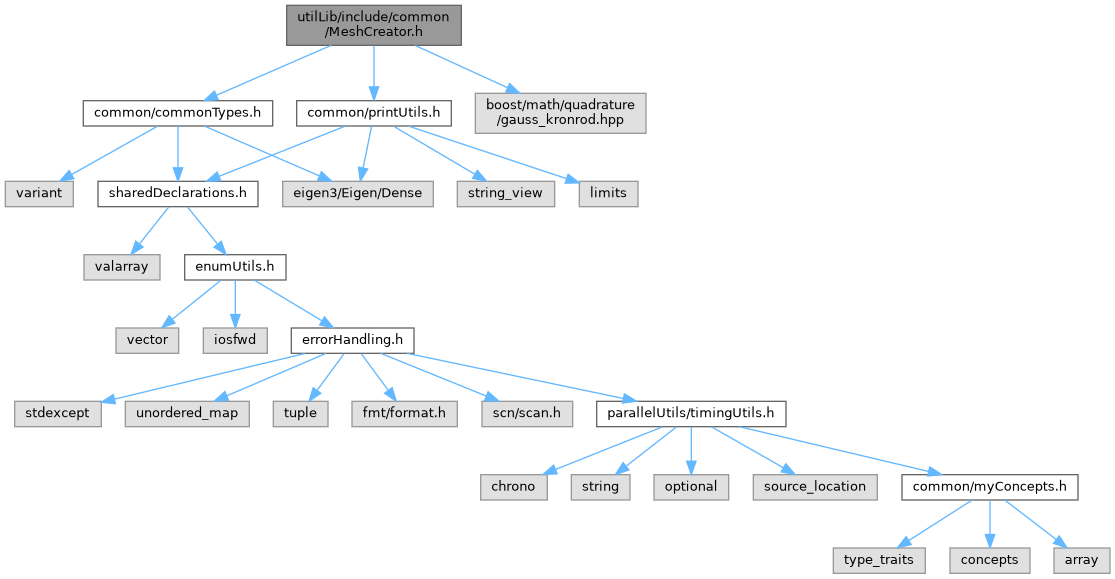 utilLib/include/common
/MeshCreator.h
common/commonTypes.h
common/printUtils.h
boost/math/quadrature
/gauss_kronrod.hpp
variant
sharedDeclarations.h
eigen3/Eigen/Dense
string_view
limits
valarray
enumUtils.h
vector
iosfwd
errorHandling.h
stdexcept
unordered_map
tuple
fmt/format.h
scn/scan.h
parallelUtils/timingUtils.h
chrono
string
optional
source_location
common/myConcepts.h
type_traits
concepts
array